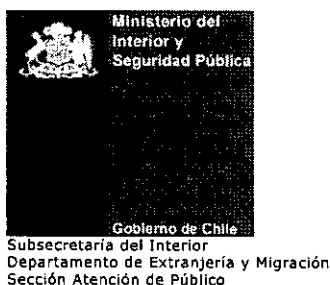 Ministerio del
Interior y
Seguridad Pública
Gobierno de Chile
Subsecretaría del Interior
Departamento de Extranjería y Migración
Sección Atención de Público